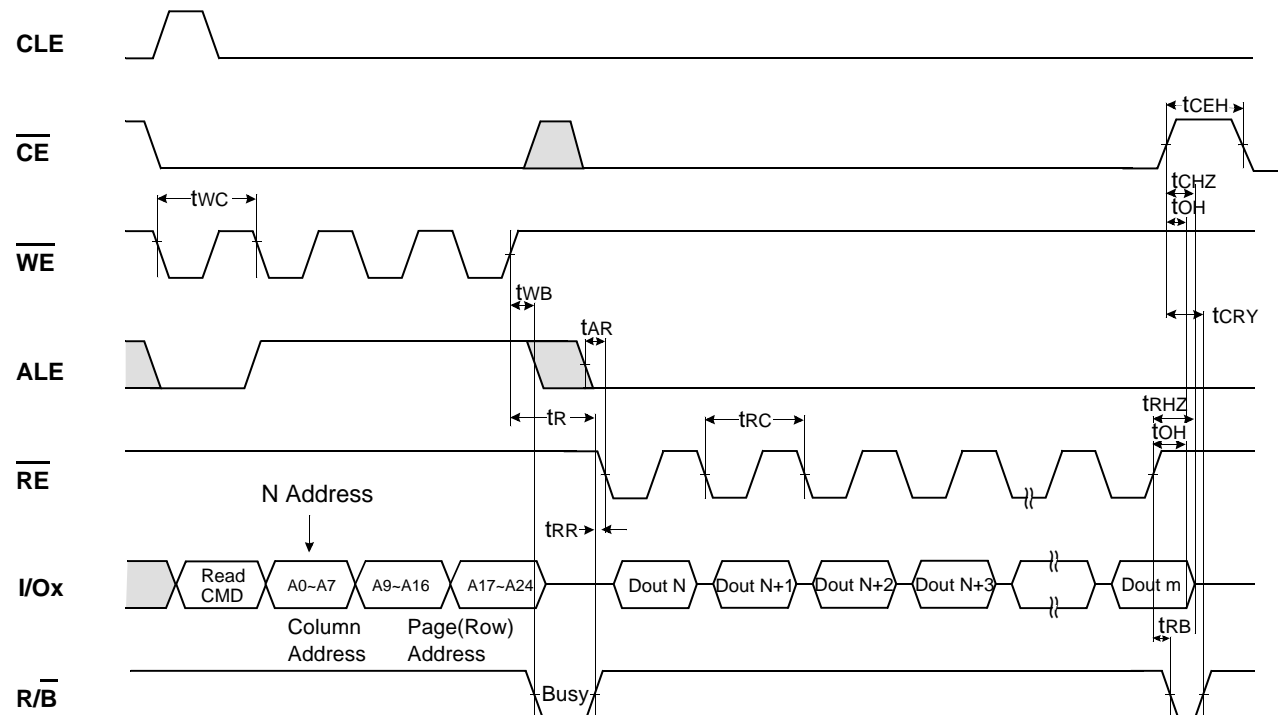 CLE
tCEH
CE
tCHZ
tWC
tOH
WE
tWB
tCRY
tAR
ALE
tRHZ
tR
tRC
tOH
RE
N Address
tRR
I/Ox
Read
CMD
A0~A7
A9~A16
A17~A24
Dout N
Dout N+1
Dout N+2
Dout N+3
Dout m
Column
Address
Page(Row)
Address
tRB
R/B
Busy